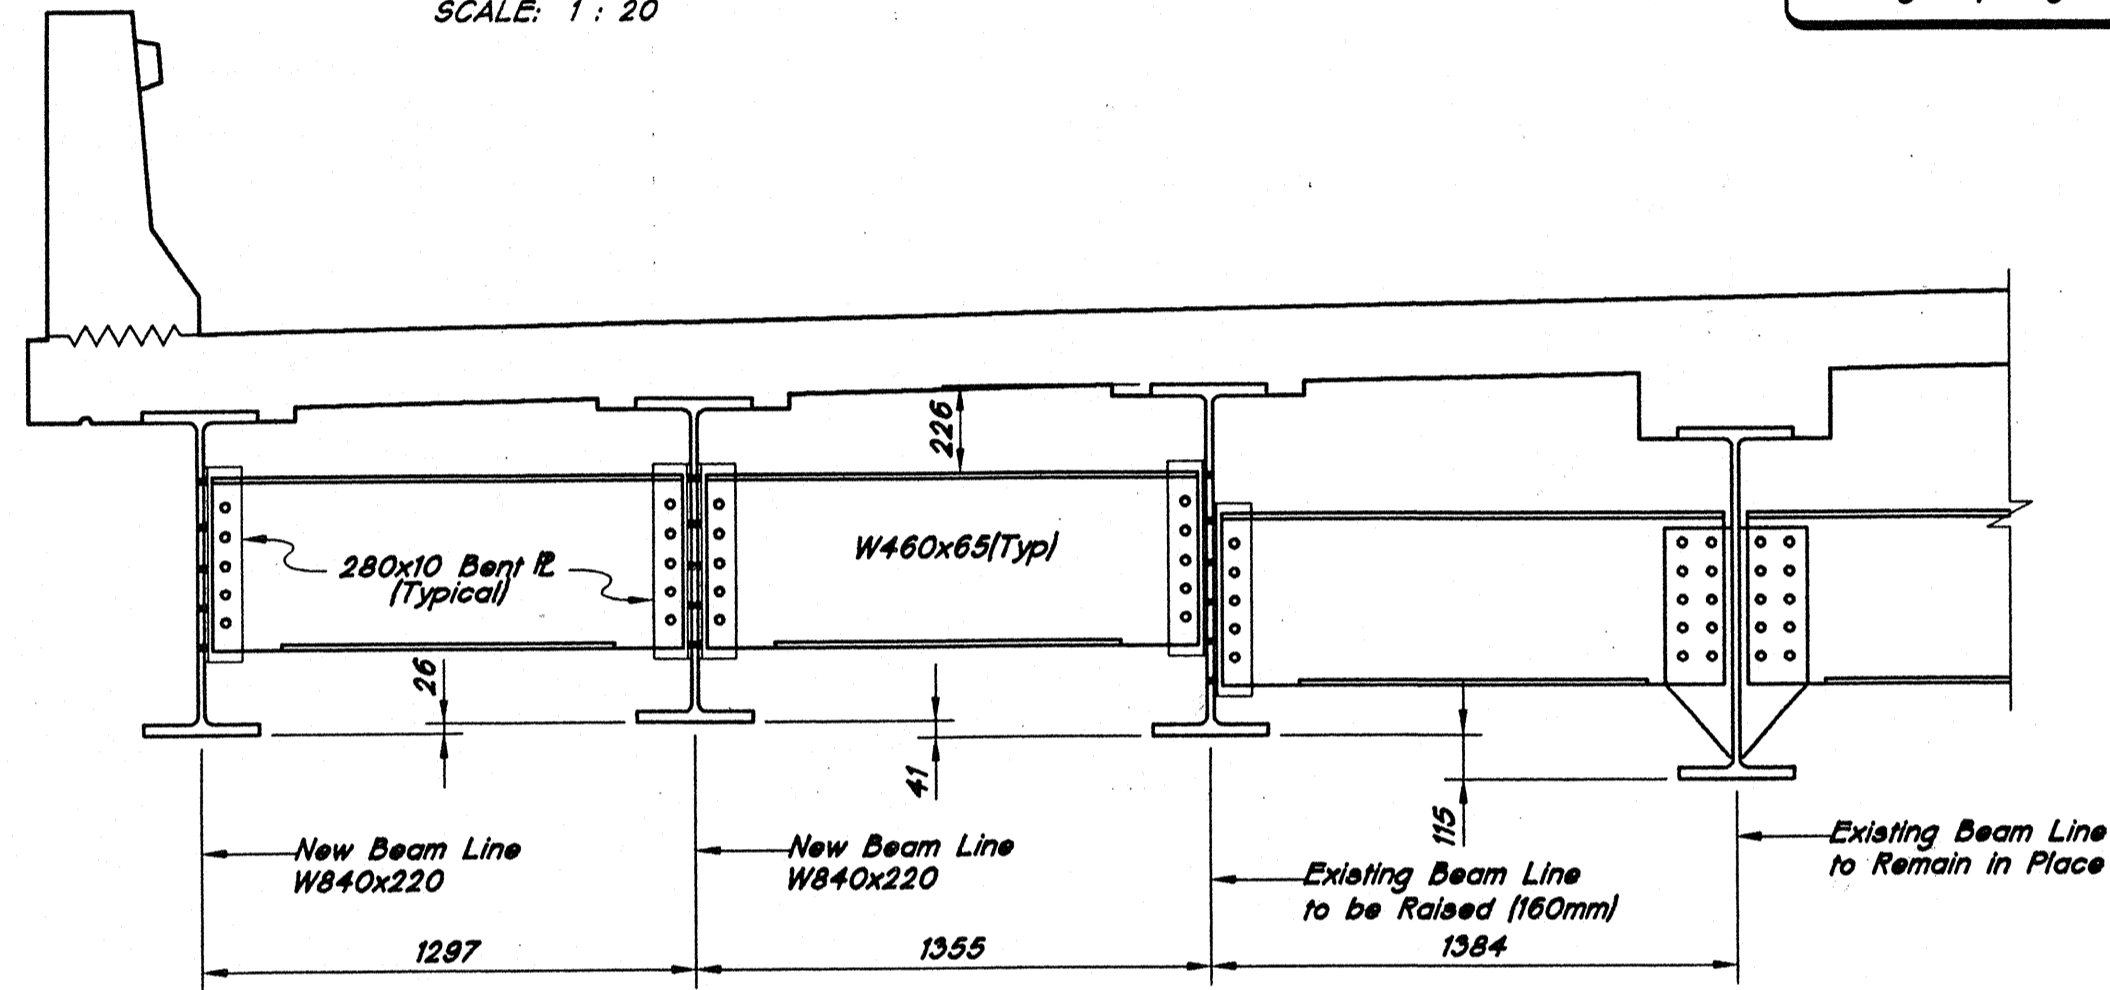 SCALE: 1 : 20
226
W460x65(Typ)
280x10 Bent PL
(Typical)
26
41
115
New Beam Line
W840x220
New Beam Line
W840x220
Existing Beam Line
to be Raised (160mm)
Existing Beam Line
to Remain in Place
1297
1355
1384